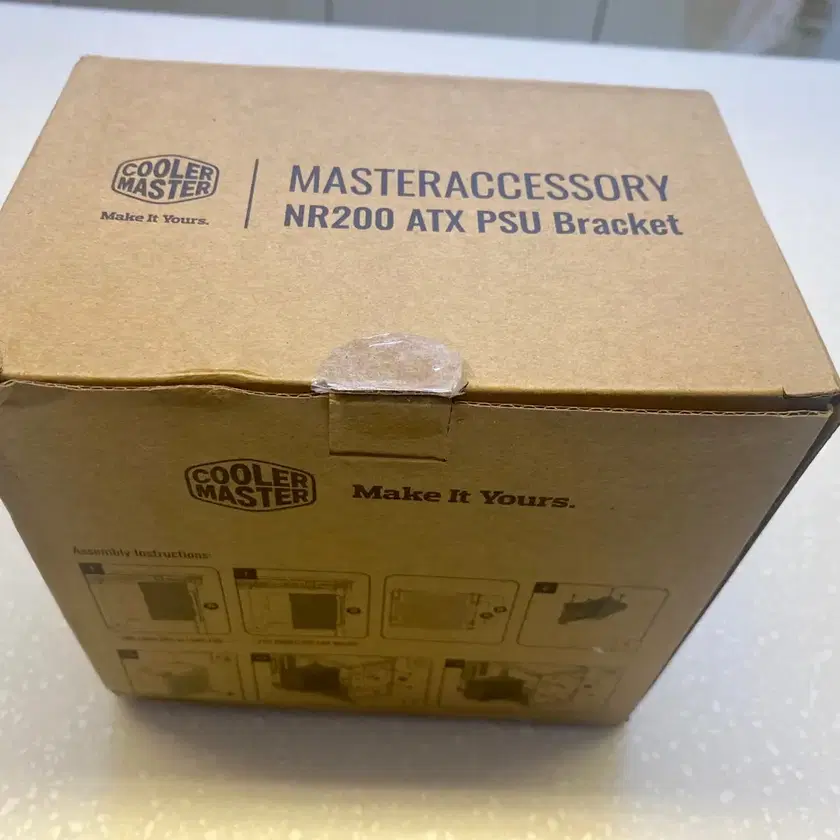 COOLER
MASTER
Make It Yours.
MASTERACCESSORY
NR200 ATX PSU Bracket
COOLER
MASTER
Make It Yours.
Assembly Instructions